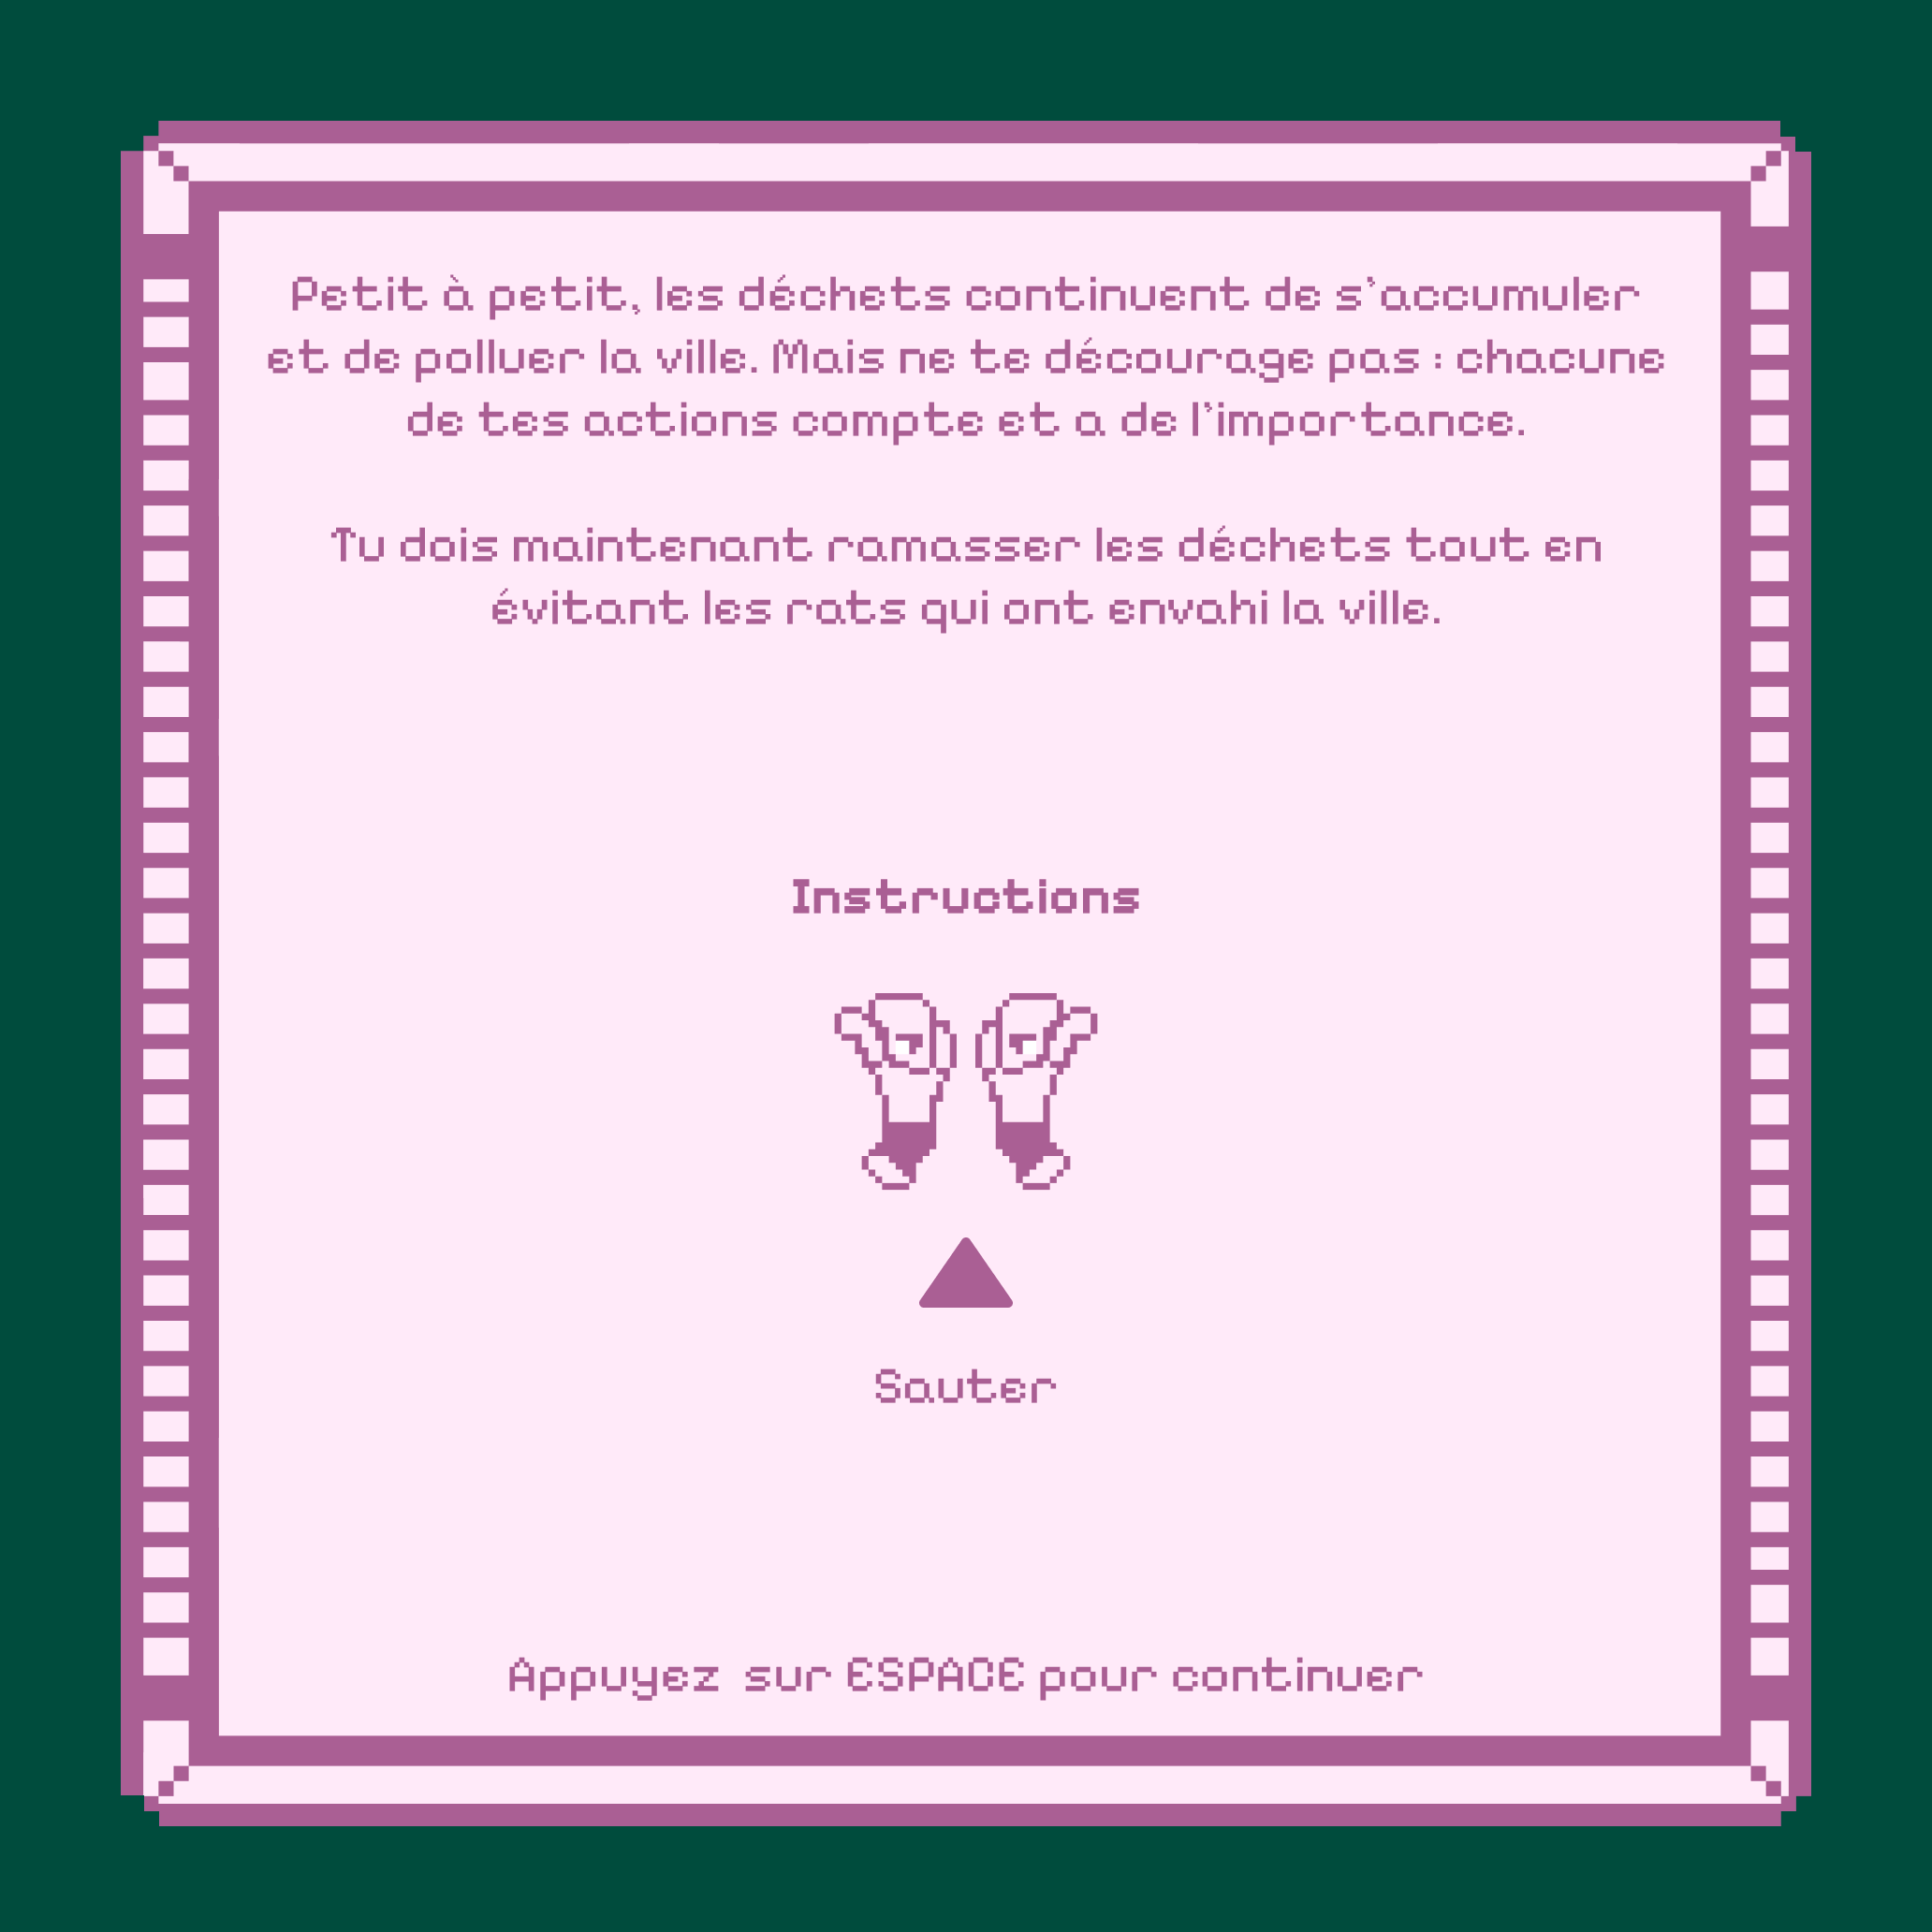 Petit à petit, les déchets continuent de s'accumuler
et de polluer la ville. Mais ne te décourage pas : chacune
de tes actions compte et a de l'importance.
Tu dois maintenant ramasser les déchets tout en
évitant les rats qui ont envahi la ville.
Instructions
Sauter
Appuyez sur ESPACE pour continuer